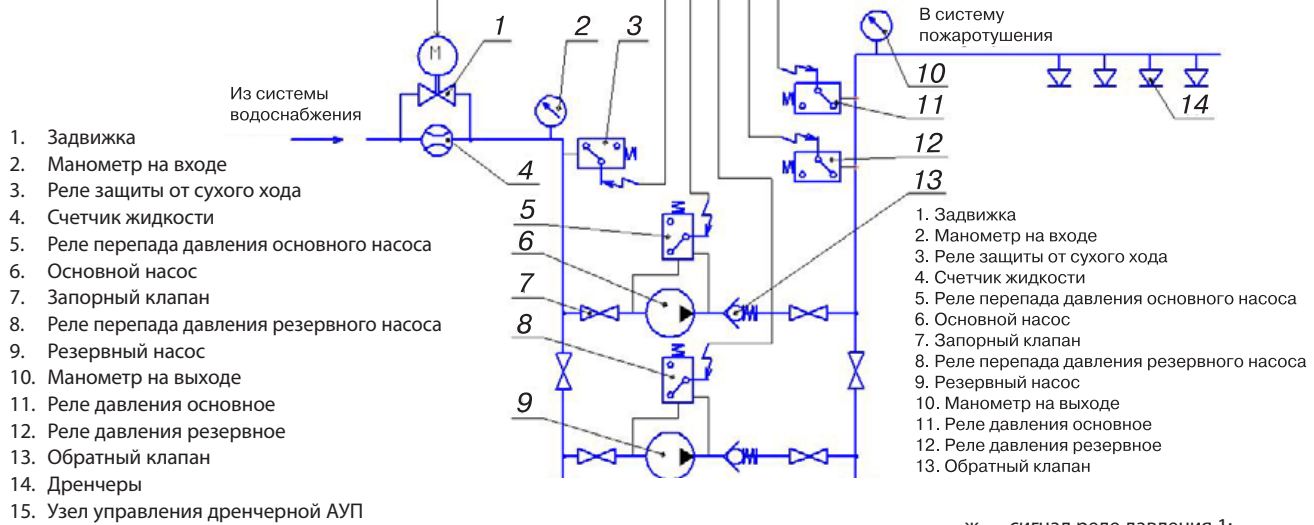 В систему
пожаротушения
1
2
3
М
10
Из системы
водоснабжения
11
14
12
4
13
1. Задвижка
2. Манометр на входе
3. Реле защиты от сухого хода
4. Счетчик жидкости
5. Реле перепада давления основного насоса
6. Основной насос
7. Запорный клапан
8. Реле перепада давления резервного насоса
9. Резервный насос
10. Манометр на выходе
11. Реле давления основное
12. Реле давления резервное
13. Обратный клапан
14. Дренчеры
15. Узел управления дренчерной АУП
5
6
7
8
9
1. Задвижка
2. Манометр на входе
3. Реле защиты от сухого хода
4. Счетчик жидкости
5. Реле перепада давления основного насоса
6. Основной насос
7. Запорный клапан
8. Реле перепада давления резервного насоса
9. Резервный насос
10. Манометр на выходе
11. Реле давления основное
12. Реле давления резервное
13. Обратный клапан
сигнал реле давления 1: